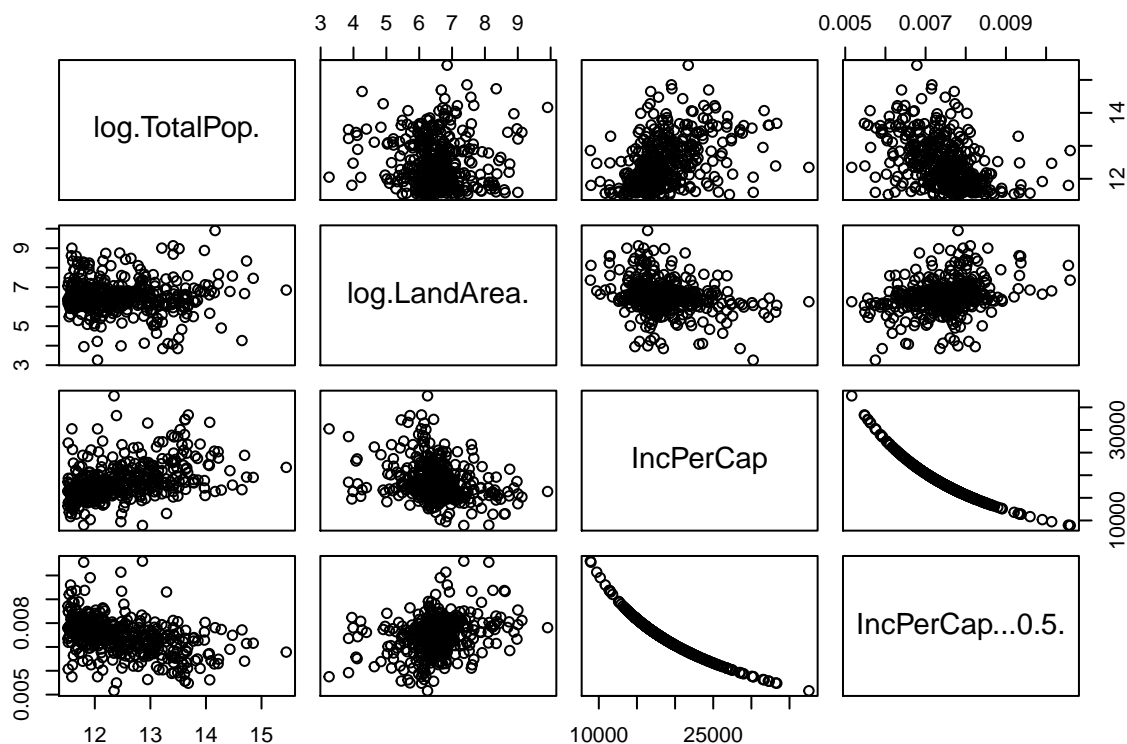 3 4 5 6 7 8 9
0.005 0.007 0.009
log.TotalPop.
12 14
3 5 7 9
log.LandArea.
IncPerCap
10000 30000
0.005 0.008
IncPerCap...0.5.
12 13 14 15
10000 25000